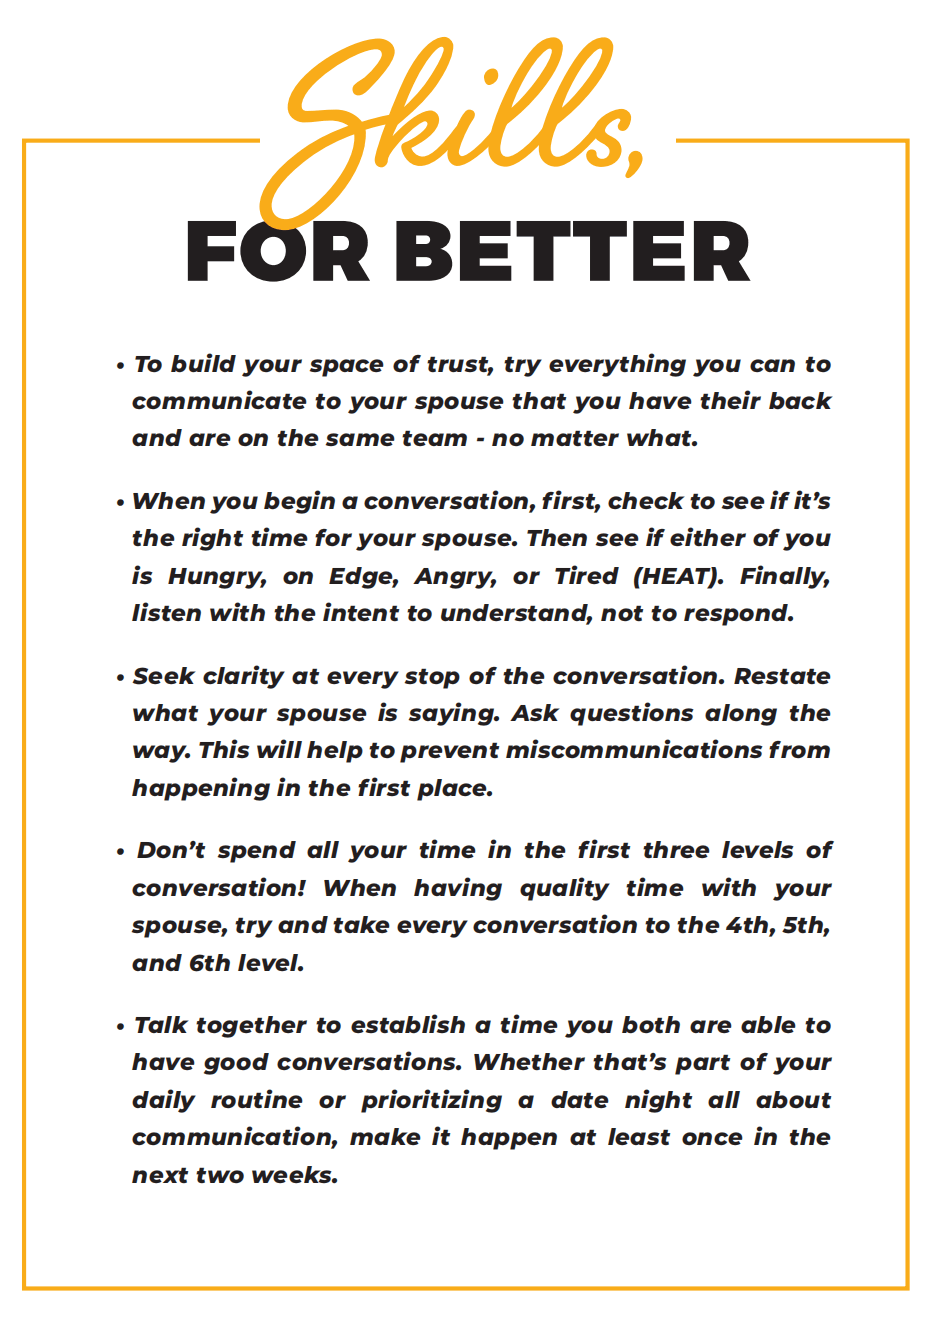 Skills,
FOR BETTER
• To build your space of trust, try everything you can to
communicate to your spouse that you have their back
and are on the same team - no matter what.
• When you begin a conversation, first, check to see if it’s
the right time for your spouse. Then see if either of you
is Hungry, on Edge, Angry, or Tired (HEAT). Finally,
listen with the intent to understand, not to respond.
• Seek clarity at every stop of the conversation. Restate
what your spouse is saying. Ask questions along the
way. This will help to prevent miscommunications from
happening in the first place.
• Don’t spend all your time in the first three levels of
conversation! When having quality time with your
spouse, try and take every conversation to the 4th, 5th,
and 6th level.
• Talk together to establish a time you both are able to
have good conversations. Whether that’s part of your
daily routine or prioritizing a date night all about
communication, make it happen at least once in the
next two weeks.